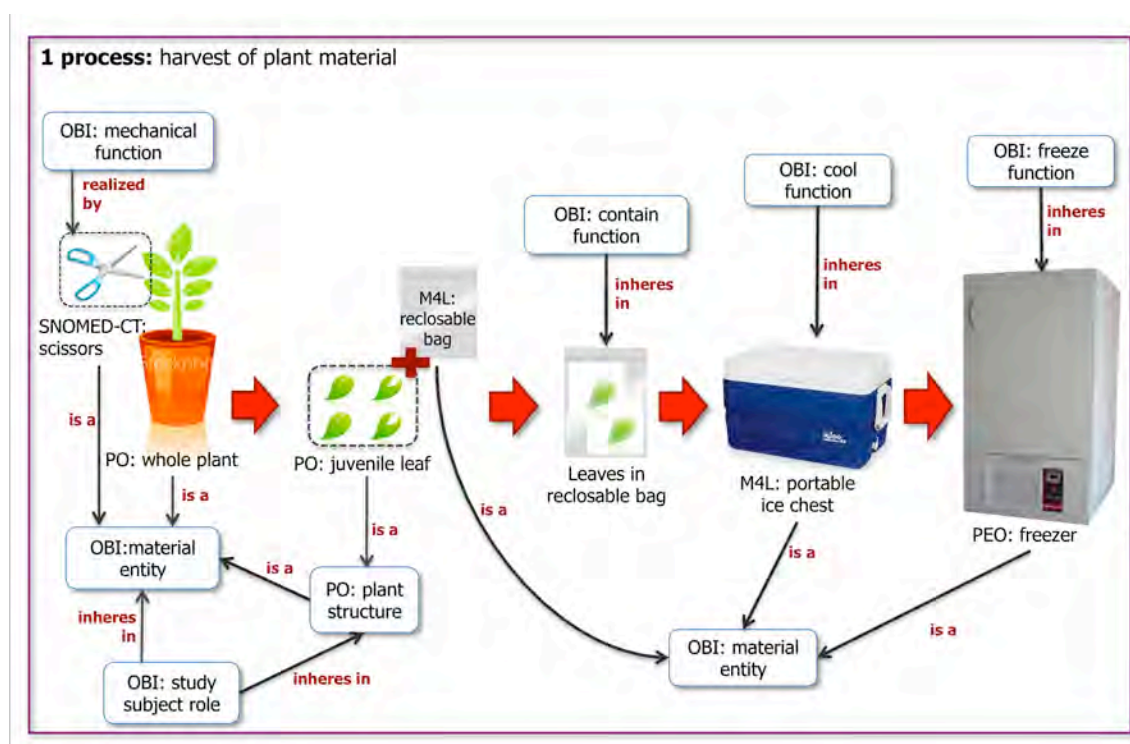 1 process: harvest of plant material
OBI: mechanical
function
realized
by
SNOMED-CT:
scissors
is a
PO: whole plant
is a
OBI:material
entity
inheres
in
OBI: study
subject role
inheres in
is a
PO: plant
structure
is a
PO: juvenile leaf
M4L:
reclosable
bag
is a
OBI: contain
function
inheres
in
Leaves in
reclosable bag
OBI: cool
function
inheres
in
M4L: portable
ice chest
is a
OBI: material
entity
OBI: freeze
function
inheres
in
PEO: freezer
is a